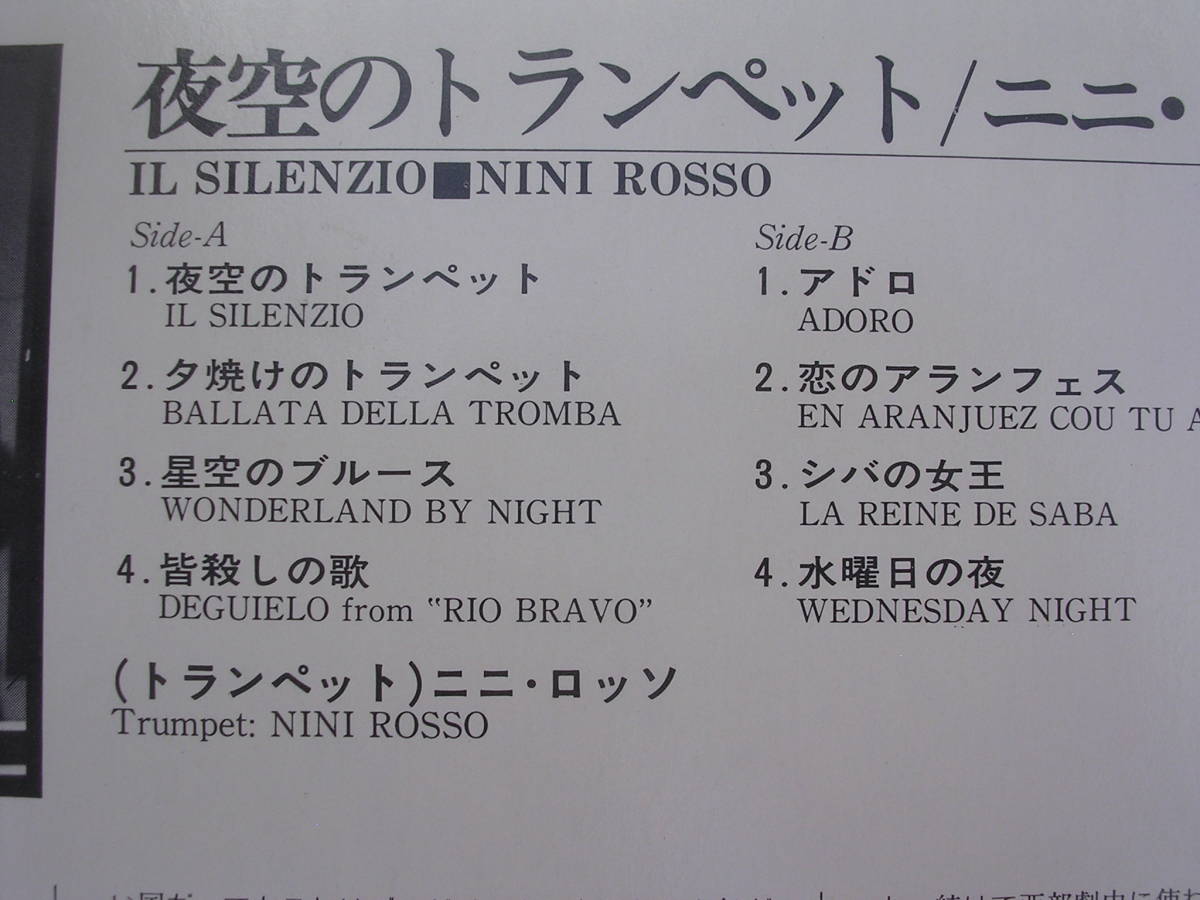 夜空のトランペット/ニニ・
IL SILENZIO■NINI ROSSO
Side-A
1.夜空のトランペット
IL SILENZIO
2.夕焼けのトランペット
BALLATA DELLA TROMBA
3.星空のブルース
WONDERLAND BY NIGHT
4.皆殺しの歌
DEGUIELO from "RIO BRAVO"
(トランペット)ニニ・ロッソ
Trumpet: NINI ROSSO
Side-B
1.アドロ
ADORO
2.恋のアランフェス
EN ARANJUEZ COU TU A
3.シバの女王
LA REINE DE SABA
4.水曜日の夜
WEDNESDAY NIGHT